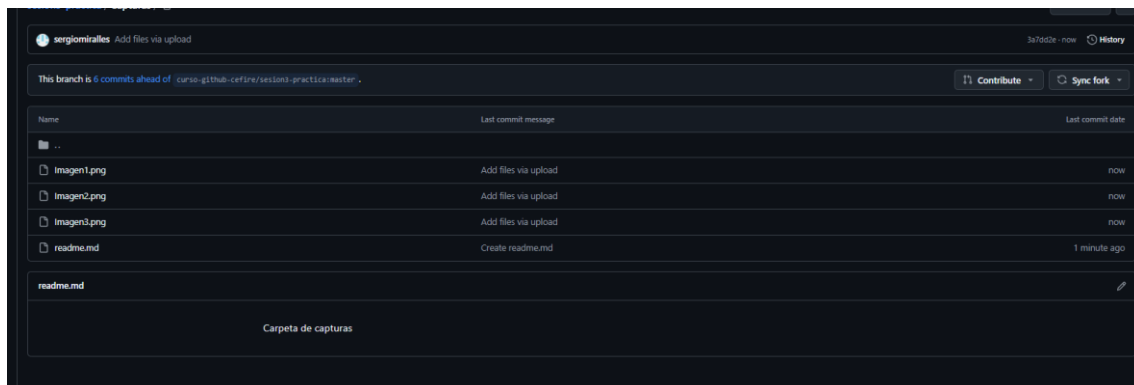 sergiomiralles Add files via upload 3a7dd2e · now History
This branch is 6 commits ahead of curso-github-cefire/sesion3-practica:master .
Contribute Sync fork
Name Last commit message Last commit date
..
Imagen1.png Add files via upload now
Imagen2.png Add files via upload now
Imagen3.png Add files via upload now
readme.md Create readme.md 1 minute ago
readme.md
Carpeta de capturas